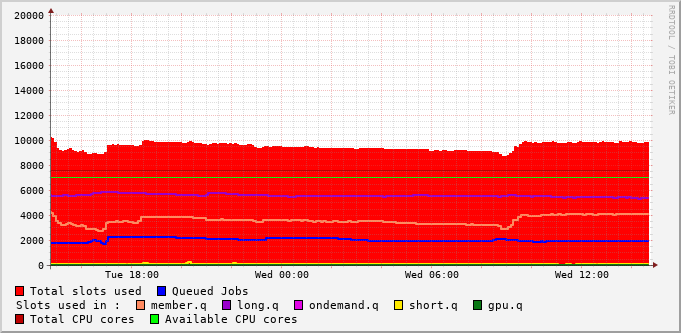 20000
18000
16000
14000
12000
10000
8000
6000
4000
2000
0
Tue 18:00 Wed 00:00 Wed 06:00 Wed 12:00
RRDTOOL / TOBI OETIKER
Total slots used Queued Jobs
Slots used in : member.q long.q ondemand.q short.q gpu.q
Total CPU cores Available CPU cores